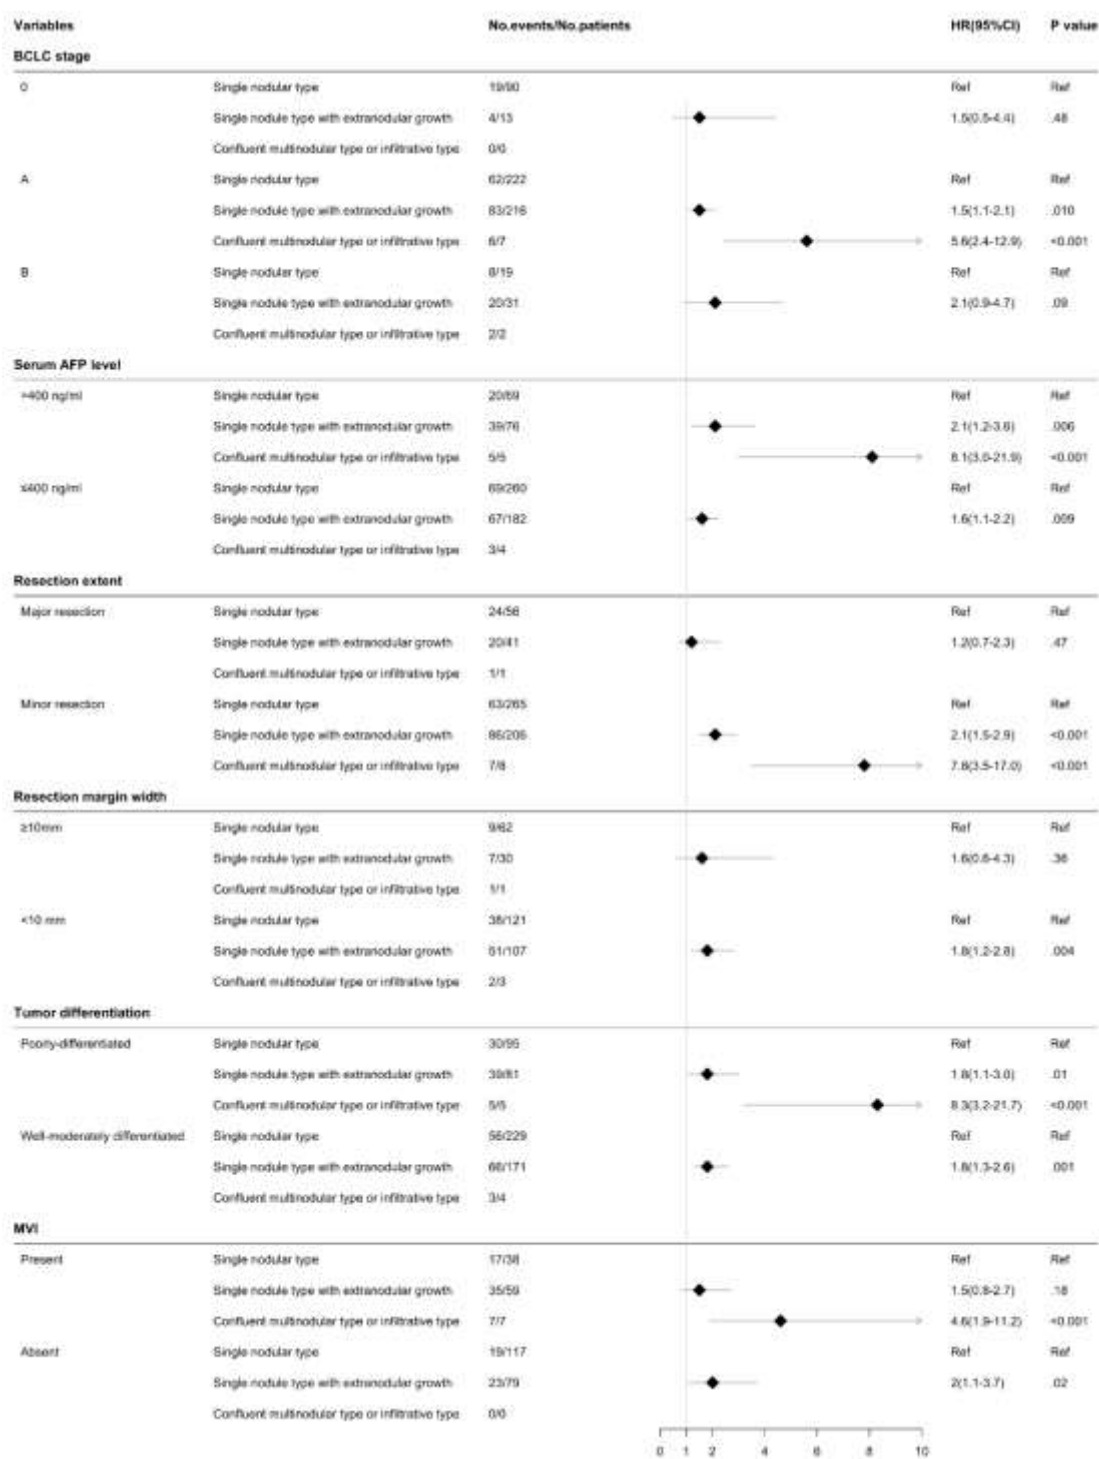 Variables No.events/No.patients HR(95%CI) P value
BCLC stage
0 Single nodular type 19/90 Ref Ref
Single nodule type with extranodular growth 4/13 1.5(0.5-4.4) .48
Confluent multinodular type or infiltrative type 0/0
A Single nodular type 62/222 Ref Ref
Single nodule type with extranodular growth 83/216 1.5(1.1-2.1) .010
Confluent multinodular type or infiltrative type 6/7 5.6(2.4-12.9) <0.001
B Single nodular type 8/19 Ref Ref
Single nodule type with extranodular growth 20/31 2.1(0.9-4.7) .09
Confluent multinodular type or infiltrative type 2/2
Serum AFP level
>400 ng/ml Single nodular type 20/69 Ref Ref
Single nodule type with extranodular growth 39/76 2.1(1.2-3.6) .006
Confluent multinodular type or infiltrative type 5/5 8.1(3.0-21.9) <0.001
≤400 ng/ml Single nodular type 69/260 Ref Ref
Single nodule type with extranodular growth 67/182 1.6(1.1-2.2) .009
Confluent multinodular type or infiltrative type 3/4
Resection extent
Major resection Single nodular type 24/56 Ref Ref
Single nodule type with extranodular growth 20/41 1.2(0.7-2.3) .47
Confluent multinodular type or infiltrative type 1/1
Minor resection Single nodular type 63/265 Ref Ref
Single nodule type with extranodular growth 86/206 2.1(1.5-2.9) <0.001
Confluent multinodular type or infiltrative type 7/8 7.8(3.5-17.0) <0.001
Resection margin width
≥10mm Single nodular type 9/62 Ref Ref
Single nodule type with extranodular growth 7/30 1.6(0.6-4.3) .36
Confluent multinodular type or infiltrative type 1/1
<10 mm Single nodular type 38/121 Ref Ref
Single nodule type with extranodular growth 51/107 1.8(1.2-2.8) .004
Confluent multinodular type or infiltrative type 2/3
Tumor differentiation
Poorly-differentiated Single nodular type 30/95 Ref Ref
Single nodule type with extranodular growth 39/81 1.8(1.1-3.0) .01
Confluent multinodular type or infiltrative type 5/5 8.3(3.2-21.7) <0.001
Well-moderately differentiated Single nodular type 56/229 Ref Ref
Single nodule type with extranodular growth 66/171 1.8(1.3-2.6) .001
Confluent multinodular type or infiltrative type 3/4
MVI
Present Single nodular type 17/38 Ref Ref
Single nodule type with extranodular growth 35/59 1.5(0.8-2.7) .18
Confluent multinodular type or infiltrative type 7/7 4.6(1.9-11.2) <0.001
Absent Single nodular type 19/117 Ref Ref
Single nodule type with extranodular growth 23/79 2(1.1-3.7) .02
Confluent multinodular type or infiltrative type 0/0
0 1 2 4 6 8 10